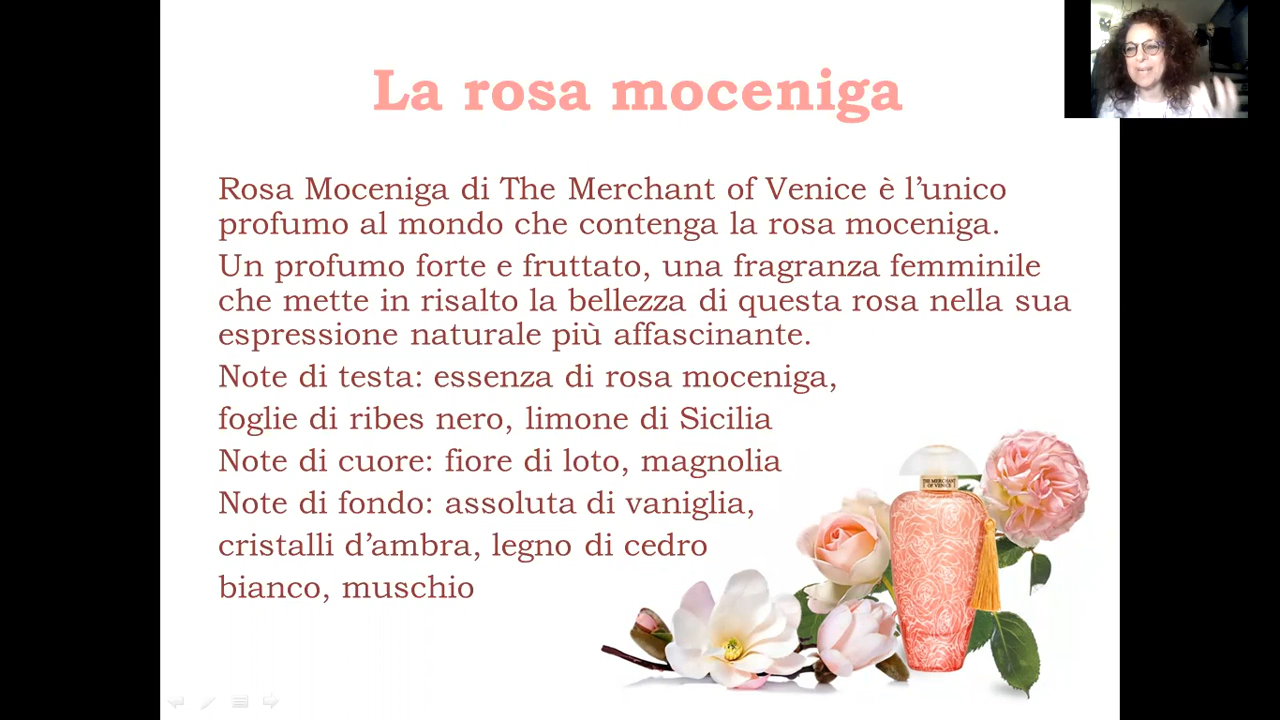 La rosa moceniga
Rosa Moceniga di The Merchant of Venice è l’unico
profumo al mondo che contenga la rosa moceniga.
Un profumo forte e fruttato, una fragranza femminile
che mette in risalto la bellezza di questa rosa nella sua
espressione naturale più affascinante.
Note di testa: essenza di rosa moceniga,
foglie di ribes nero, limone di Sicilia
Note di cuore: fiore di loto, magnolia
Note di fondo: assoluta di vaniglia,
cristalli d’ambra, legno di cedro
bianco, muschio
THE MERCHANT
OF VENICE